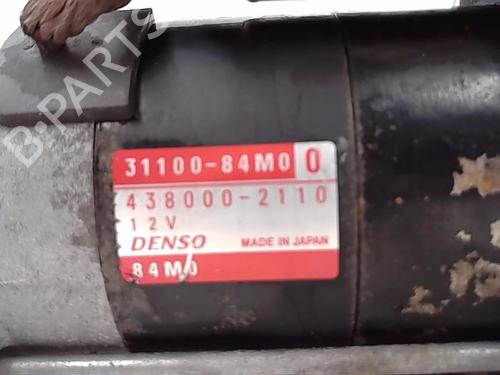 B-PARTS
31100-84M0 0
438000-2110
12V
DENSO MADE IN JAPAN
84M0